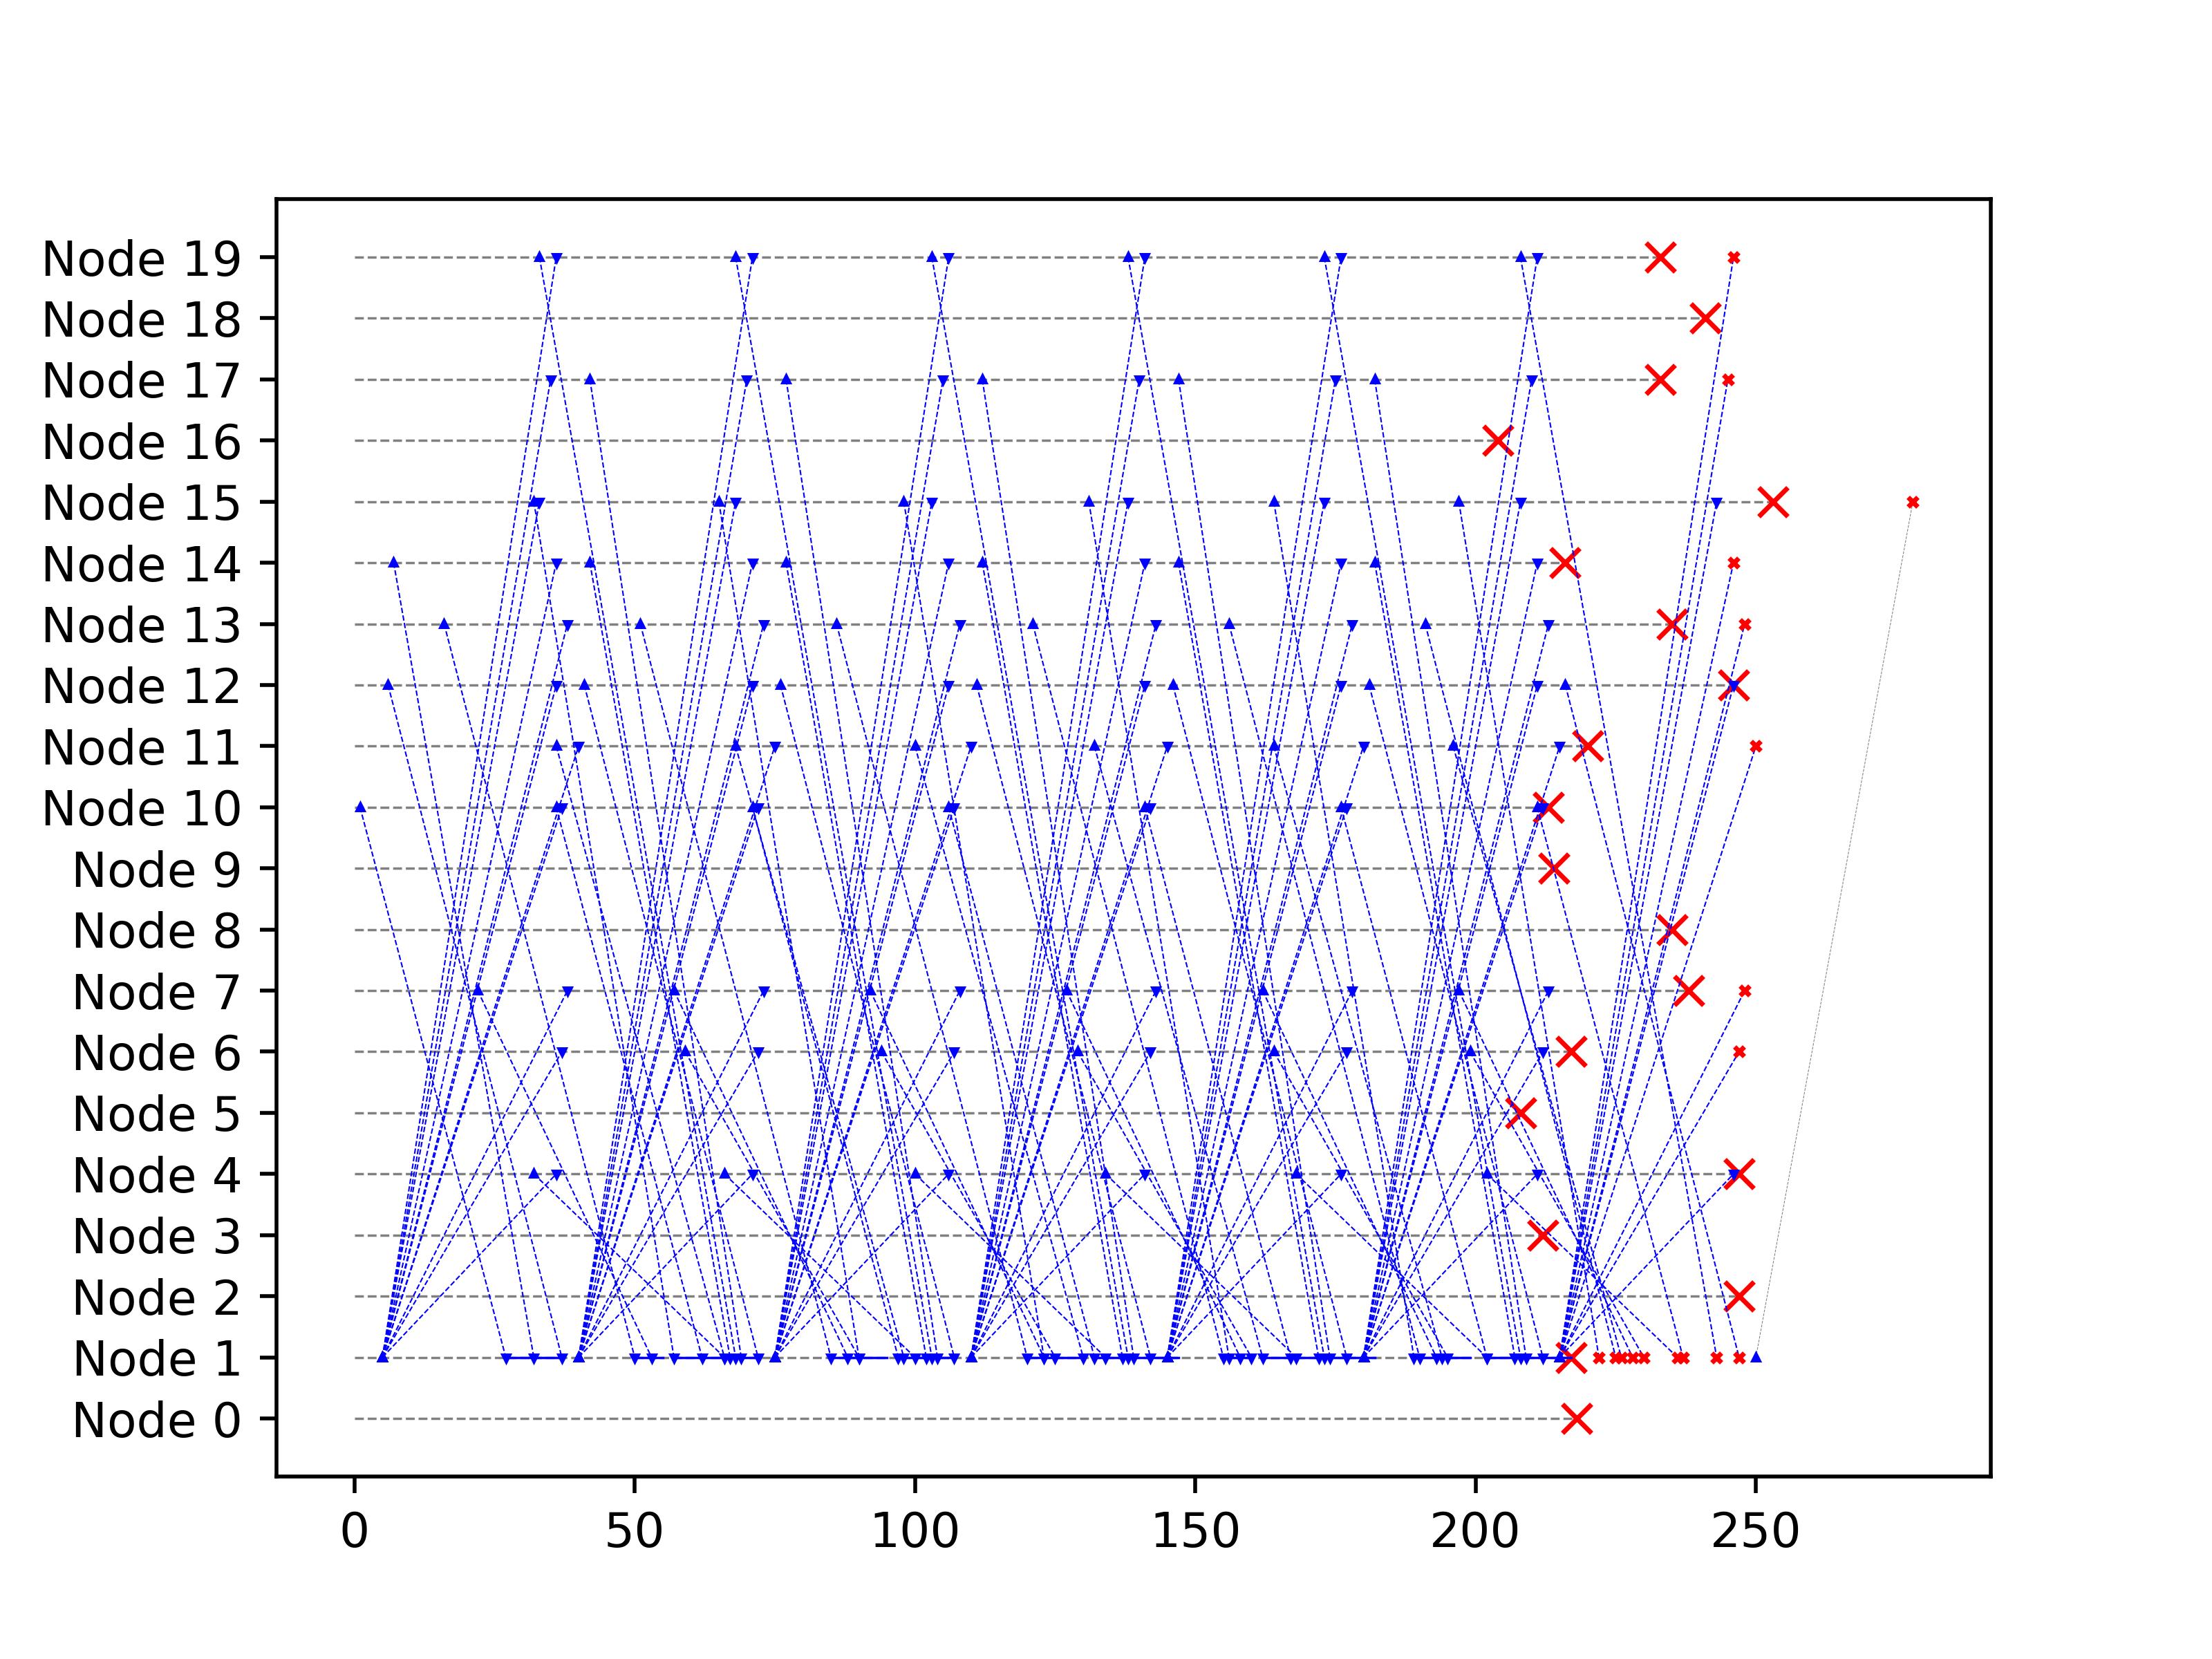 Node 19
Node 18
Node 17
Node 16
Node 15
Node 14
Node 13
Node 12
Node 11
Node 10
Node 9
Node 8
Node 7
Node 6
Node 5
Node 4
Node 3
Node 2
Node 1
Node 0
0 50 100 150 200 250